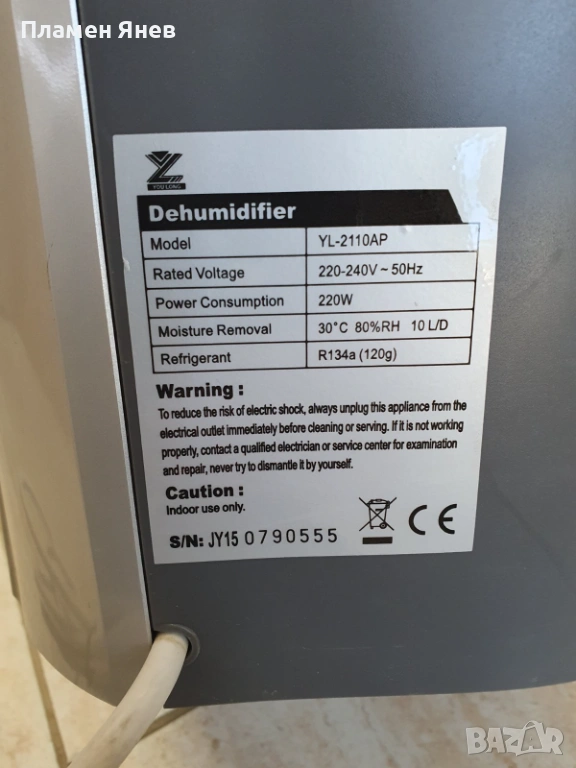 Пламен Янев
YOU LONG
Dehumidifier
Model YL-2110AP
Rated Voltage 220-240V ~ 50Hz
Power Consumption 220W
Moisture Removal 30°C 80%RH 10 L/D
Refrigerant R134a (120g)
Warning :
To reduce the risk of electric shock, always unplug this appliance from the
electrical outlet immediately before cleaning or serving. If it is not working
properly, contact a qualified electrician or service center for examination
and repair, never try to dismantle it by yourself.
Caution :
Indoor use only.
S/N: JY15 0790555
CE
BAZAR